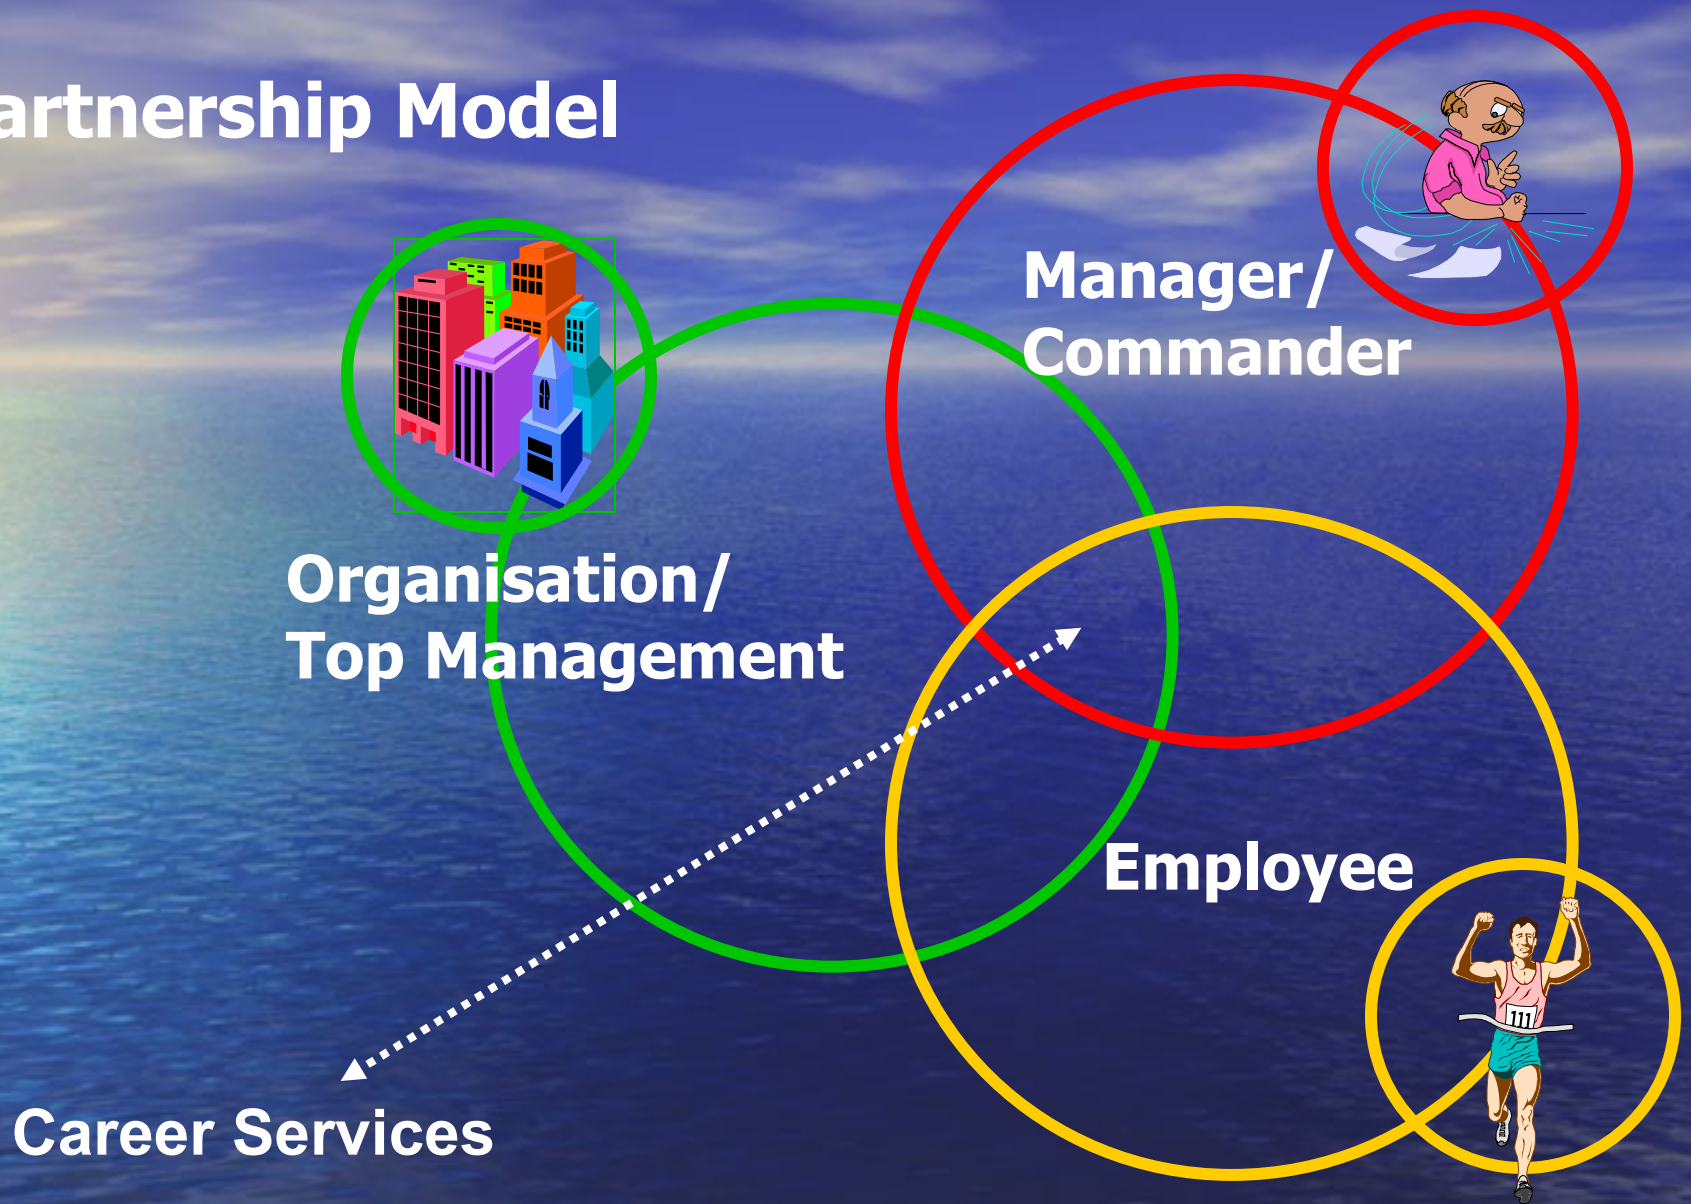 artnership Model
Manager/
Commander
Organisation/
Top Management
Employee
111
Career Services